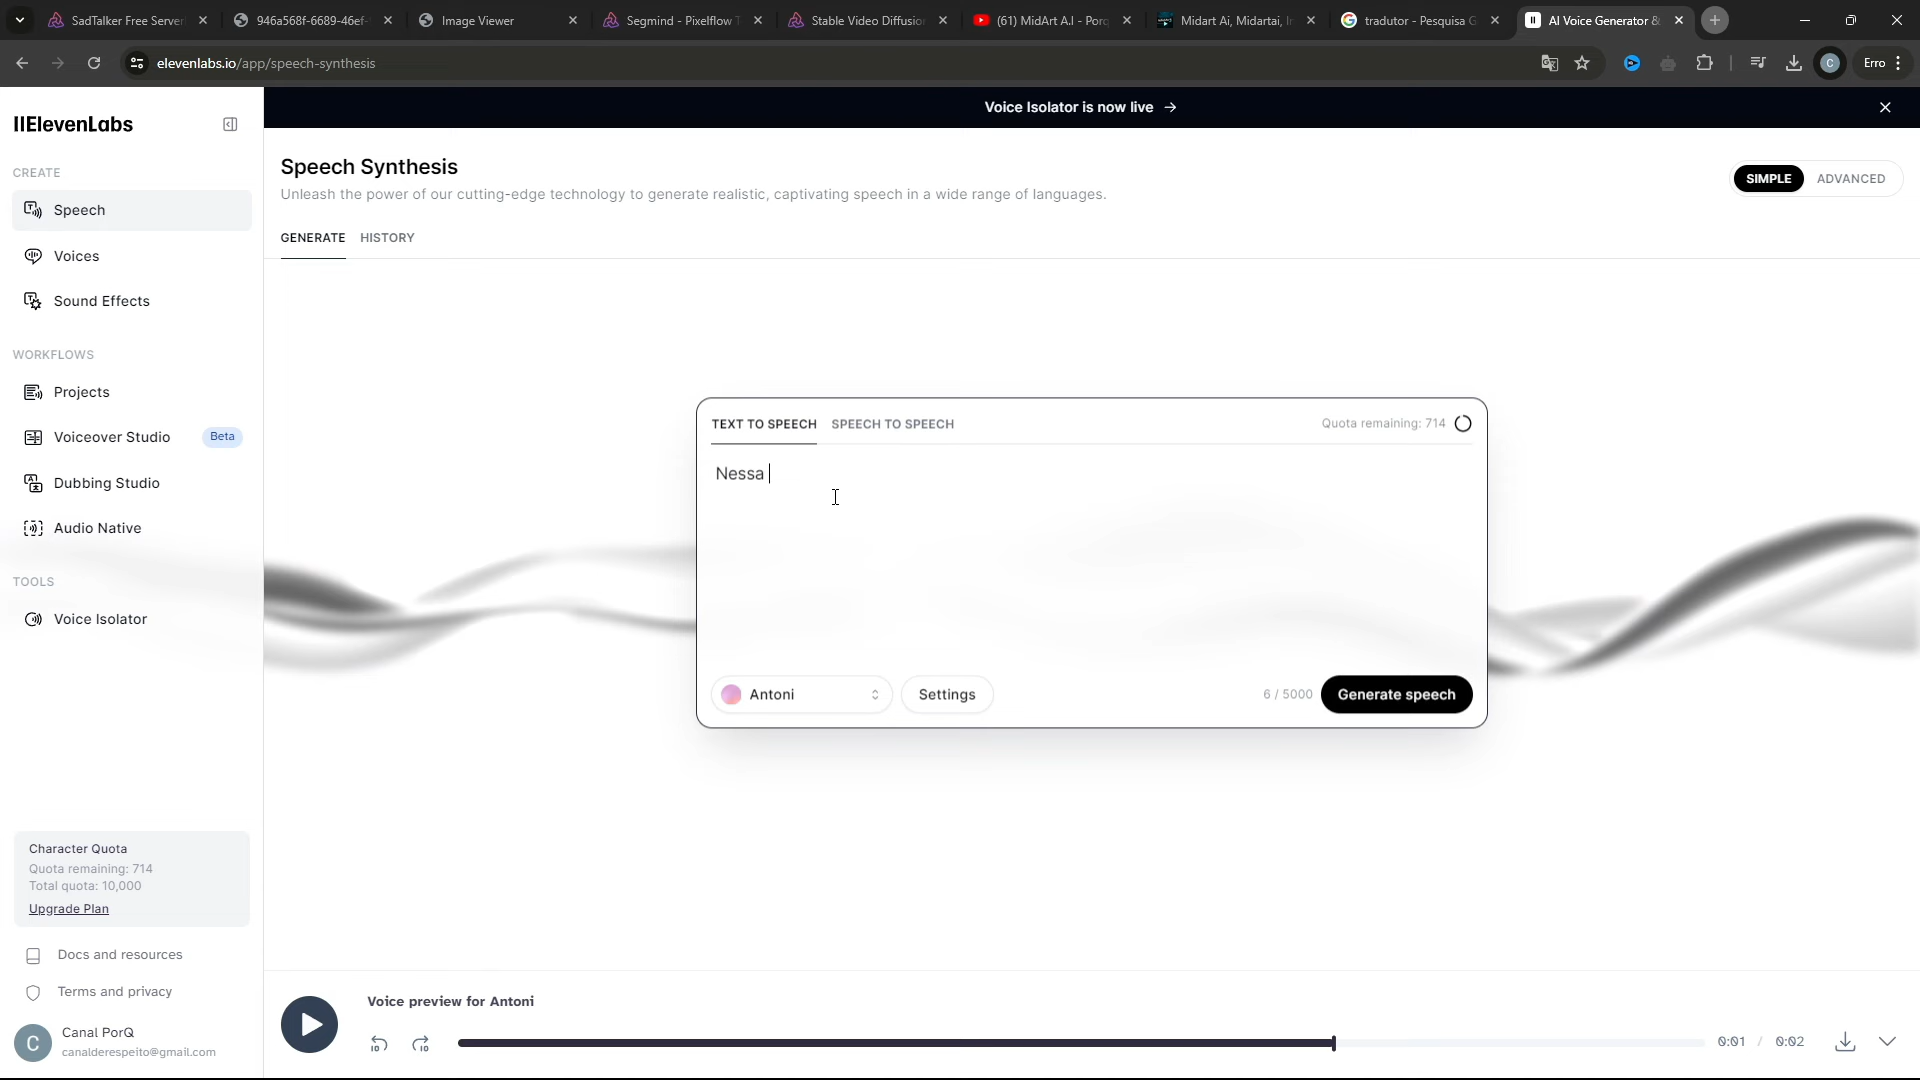 SadTalker Free Server
946a568f-6689-46ef-
Image Viewer
Segmind - Pixelflow T
Stable Video Diffusion
(61) MidArt A.I - Porq
Midart Ai, Midartai, I
tradutor - Pesquisa G
AI Voice Generator &
elevenlabs.io/app/speech-synthesis
C
Erro
Voice Isolator is now live →
IIElevenLabs
CREATE
Speech
Voices
Sound Effects
WORKFLOWS
Projects
Voiceover Studio Beta
Dubbing Studio
Audio Native
TOOLS
Voice Isolator
Character Quota
Quota remaining: 714
Total quota: 10,000
Upgrade Plan
Docs and resources
Terms and privacy
C
Canal PorQ
canalderespeito@gmail.com
Speech Synthesis
Unleash the power of our cutting-edge technology to generate realistic, captivating speech in a wide range of languages.
SIMPLE ADVANCED
GENERATE HISTORY
TEXT TO SPEECH SPEECH TO SPEECH Quota remaining: 714
Nessa
Antoni Settings 6 / 5000 Generate speech
Voice preview for Antoni
10 10 0:01 / 0:02